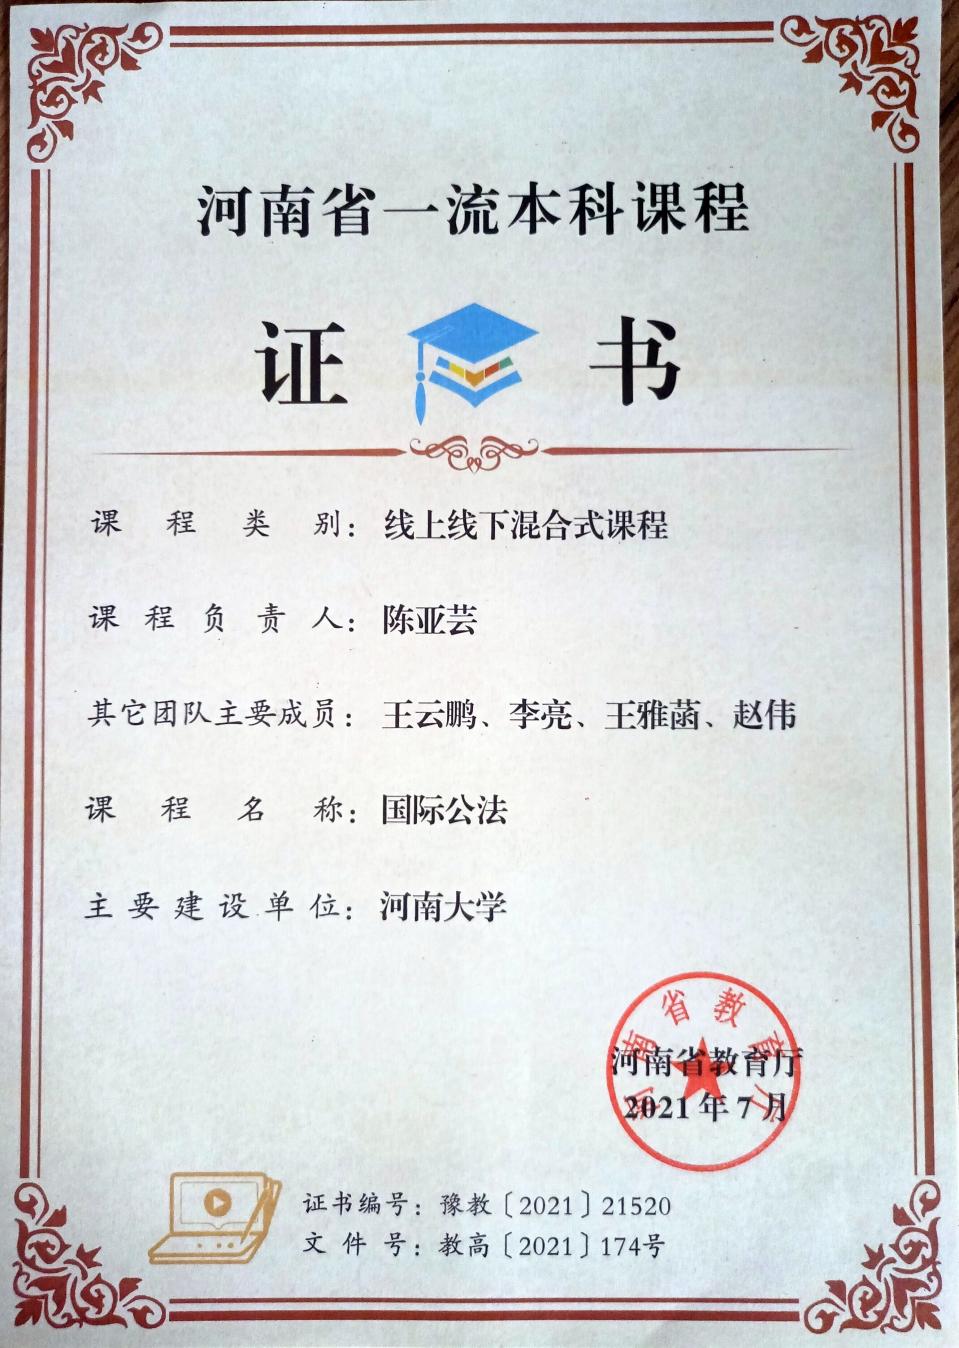 河南省一流本科课程
证 书
课程类别：线上线下混合式课程
课程负责人：陈亚芸
其它团队主要成员：王云鹏、李亮、王雅菡、赵伟
课程名称：国际公法
主要建设单位：河南大学
河南省教育厅
河南省教育厅
2021年7月
证书编号：豫教〔2021〕21520
文件号：教高〔2021〕174号